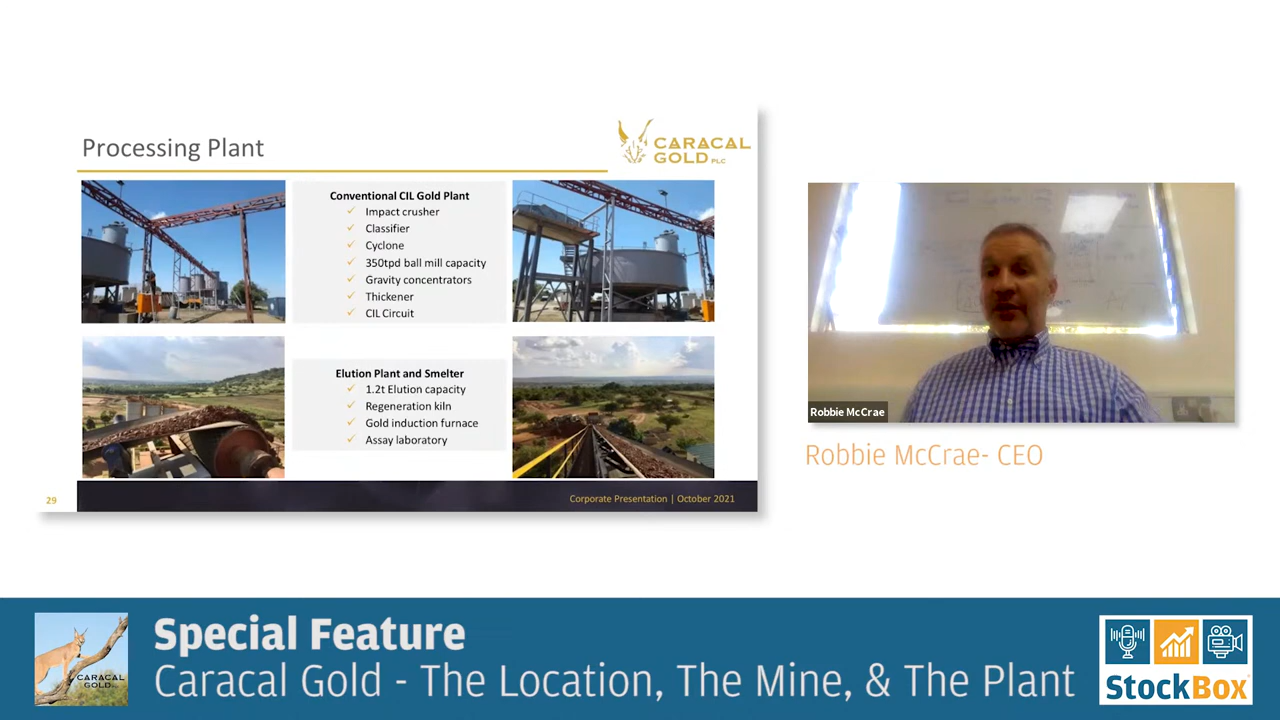 Processing Plant
CARACAL
GOLD PLC
Conventional CIL Gold Plant
Impact crusher
Classifier
Cyclone
350tpd ball mill capacity
Gravity concentrators
Thickener
CIL Circuit
Elution Plant and Smelter
1.2t Elution capacity
Regeneration kiln
Gold induction furnace
Assay laboratory
29
Corporate Presentation | October 2021
Robbie McCrae
Robbie McCrae- CEO
CARACAL
GOLD
Special Feature
Caracal Gold - The Location, The Mine, & The Plant
StockBox